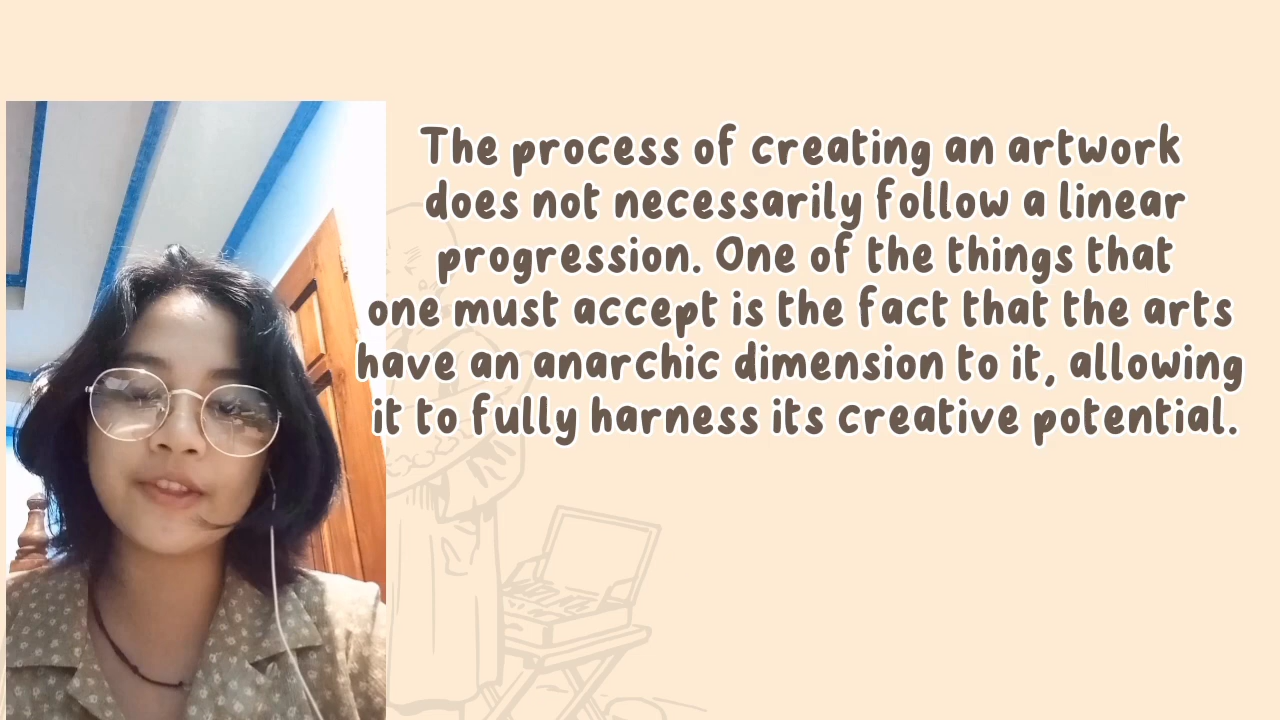 The process of creating an artwork
does not necessarily follow a linear
progression. One of the things that
one must accept is the fact that the arts
have an anarchic dimension to it, allowing
it to fully harness its creative potential.